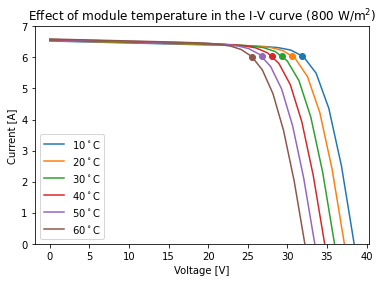 Effect of module temperature in the I-V curve (800 W/m²)
7
6
5
4
3
2
1
0
Current [A]
10°C
20°C
30°C
40°C
50°C
60°C
0 5 10 15 20 25 30 35 40
Voltage [V]